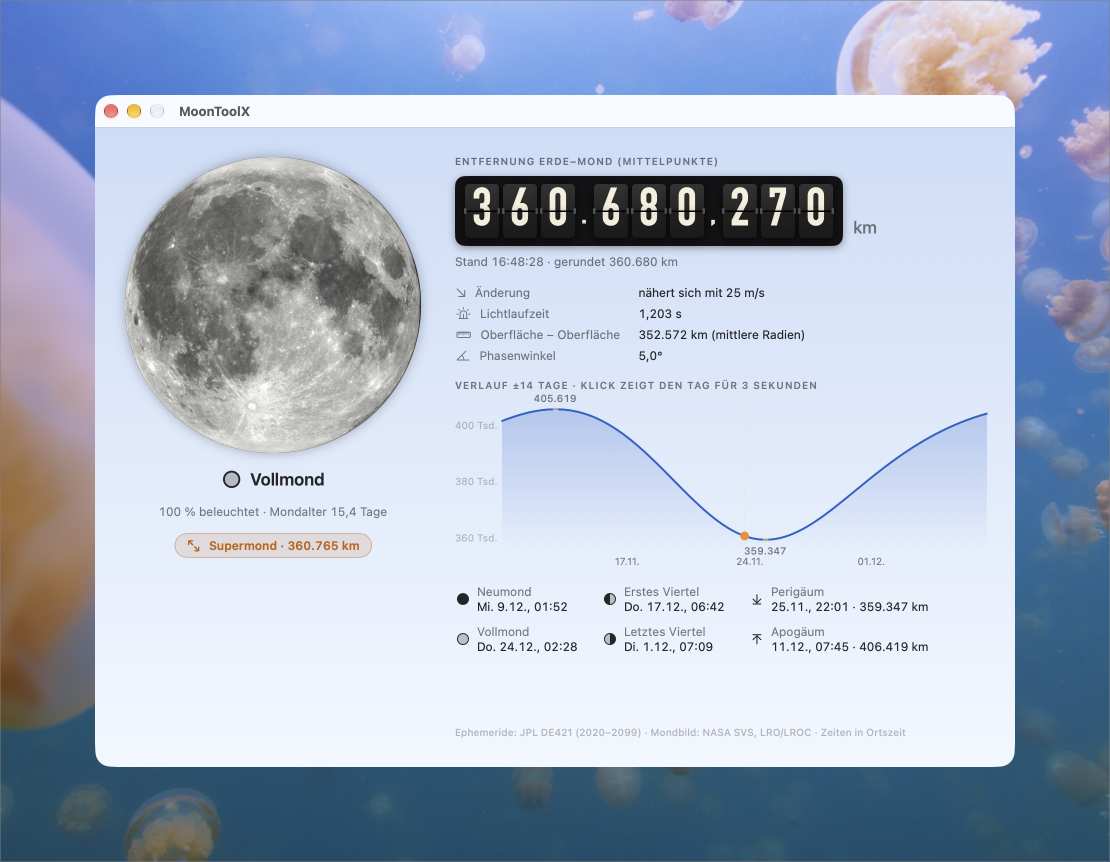 MoonToolX
ENTFERNUNG ERDE–MOND (MITTELPUNKTE)
360.680,270 km
Stand 16:48:28 · gerundet 360.680 km
Änderung nähert sich mit 25 m/s
Lichtlaufzeit 1,203 s
Oberfläche – Oberfläche 352.572 km (mittlere Radien)
Phasenwinkel 5,0°
VERLAUF ±14 TAGE · KLICK ZEIGT DEN TAG FÜR 3 SEKUNDEN
405.619
400 Tsd.
380 Tsd.
360 Tsd.
359.347
17.11. 24.11. 01.12.
Vollmond
100 % beleuchtet · Mondalter 15,4 Tage
Supermond · 360.765 km
Neumond
Mi. 9.12., 01:52
Erstes Viertel
Do. 17.12., 06:42
Perigäum
25.11., 22:01 · 359.347 km
Vollmond
Do. 24.12., 02:28
Letztes Viertel
Di. 1.12., 07:09
Apogäum
11.12., 07:45 · 406.419 km
Ephemeride: JPL DE421 (2020–2099) · Mondbild: NASA SVS, LRO/LROC · Zeiten in Ortszeit